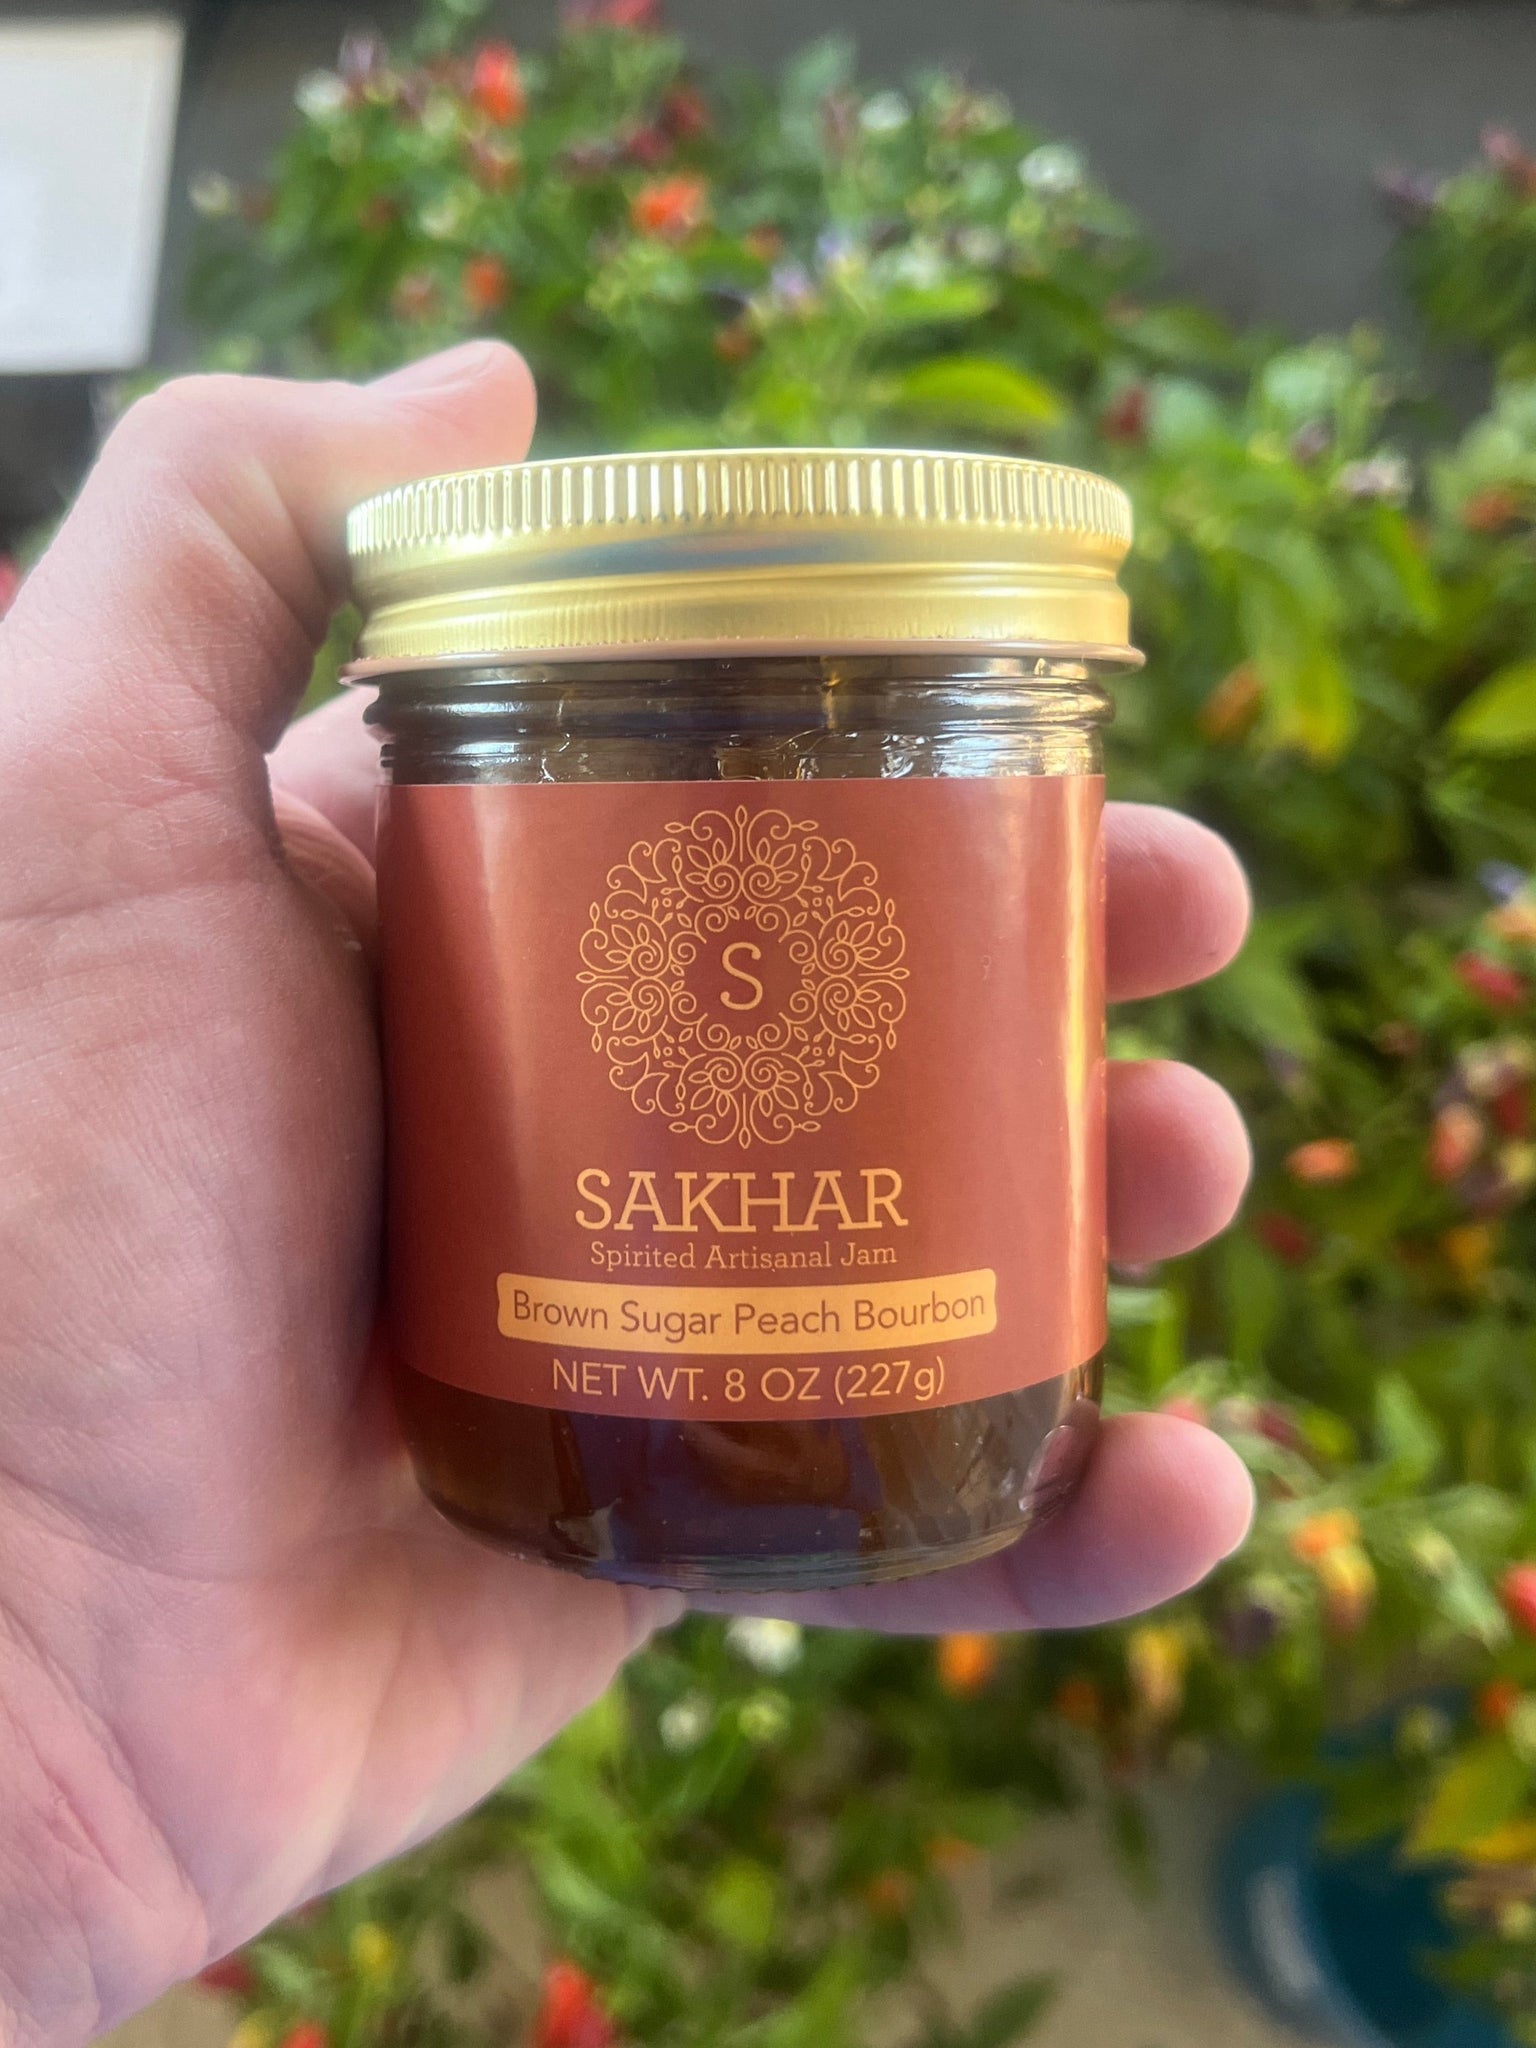 S
SAKHAR
Spirited Artisanal Jam
Brown Sugar Peach Bourbon
NET WT. 8 OZ (227g)